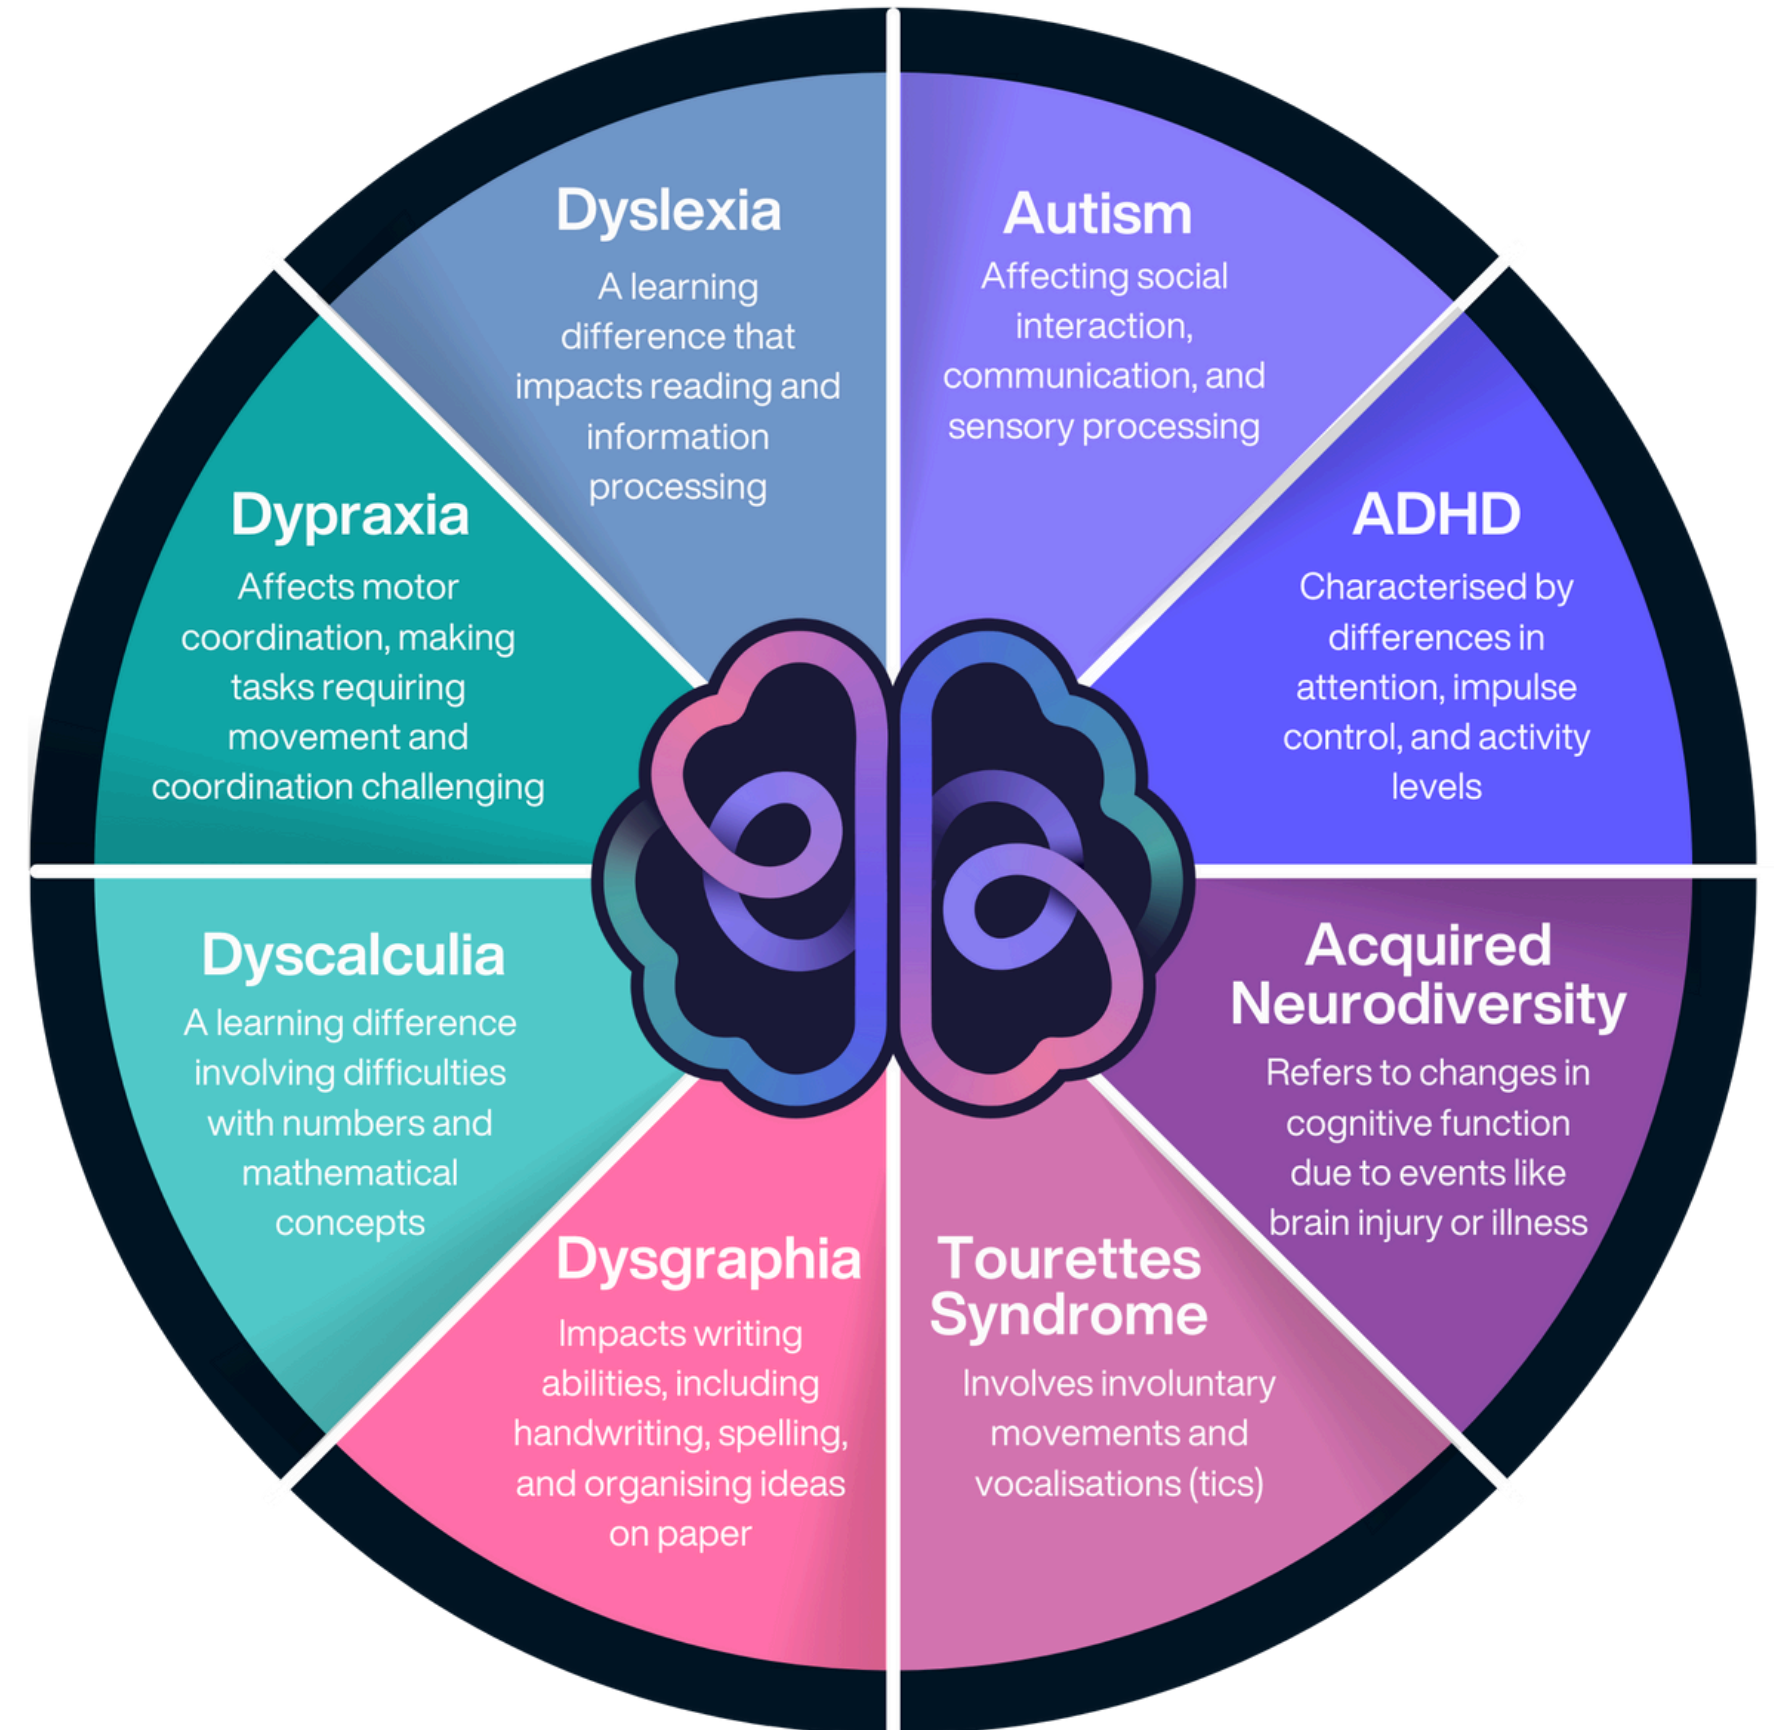 Dyslexia
A learning
difference that
impacts reading and
information
processing
Autism
Affecting social
interaction,
communication, and
sensory processing
ADHD
Characterised by
differences in
attention, impulse
control, and activity
levels
Acquired
Neurodiversity
Refers to changes in
cognitive function
due to events like
brain injury or illness
Tourettes
Syndrome
Involves involuntary
movements and
vocalisations (tics)
Dysgraphia
Impacts writing
abilities, including
handwriting, spelling,
and organising ideas
on paper
Dyscalculia
A learning difference
involving difficulties
with numbers and
mathematical
concepts
Dypraxia
Affects motor
coordination, making
tasks requiring
movement and
coordination challenging